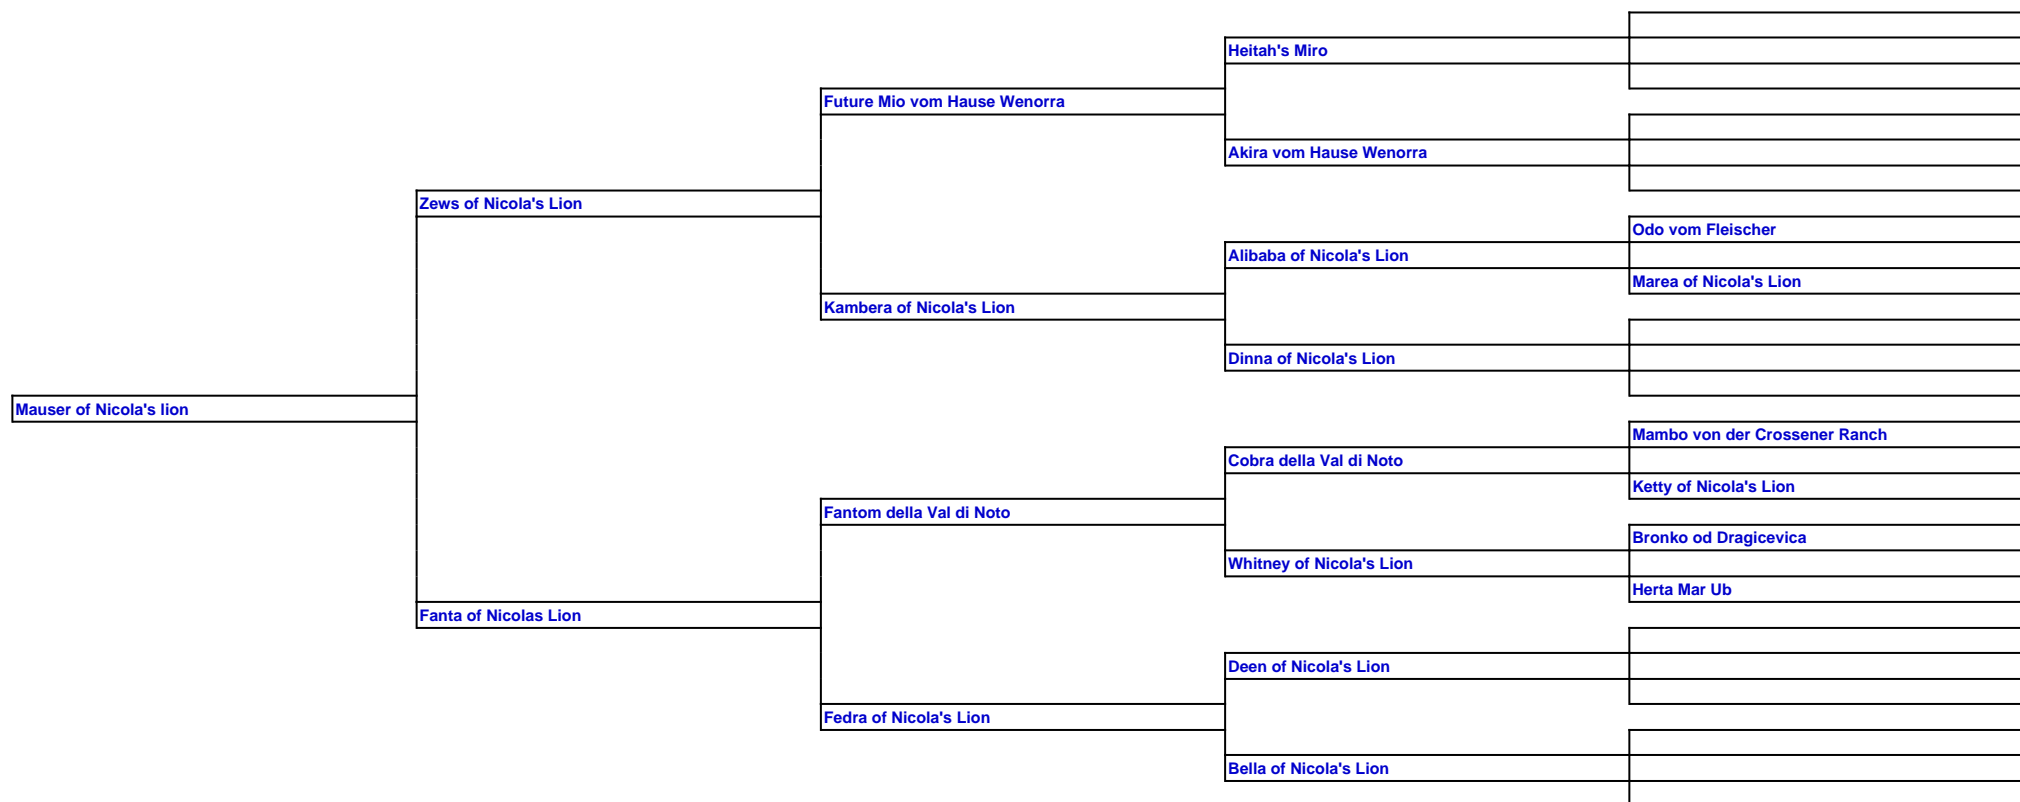 Heitah's Miro
Future Mio vom Hause Wenorra
Akira vom Hause Wenorra
Zews of Nicola's Lion
Odo vom Fleischer
Alibaba of Nicola's Lion
Marea of Nicola's Lion
Kambera of Nicola's Lion
Dinna of Nicola's Lion
Mauser of Nicola's lion
Mambo von der Crossener Ranch
Cobra della Val di Noto
Ketty of Nicola's Lion
Fantom della Val di Noto
Bronko od Dragicevica
Whitney of Nicola's Lion
Herta Mar Ub
Fanta of Nicolas Lion
Deen of Nicola's Lion
Fedra of Nicola's Lion
Bella of Nicola's Lion